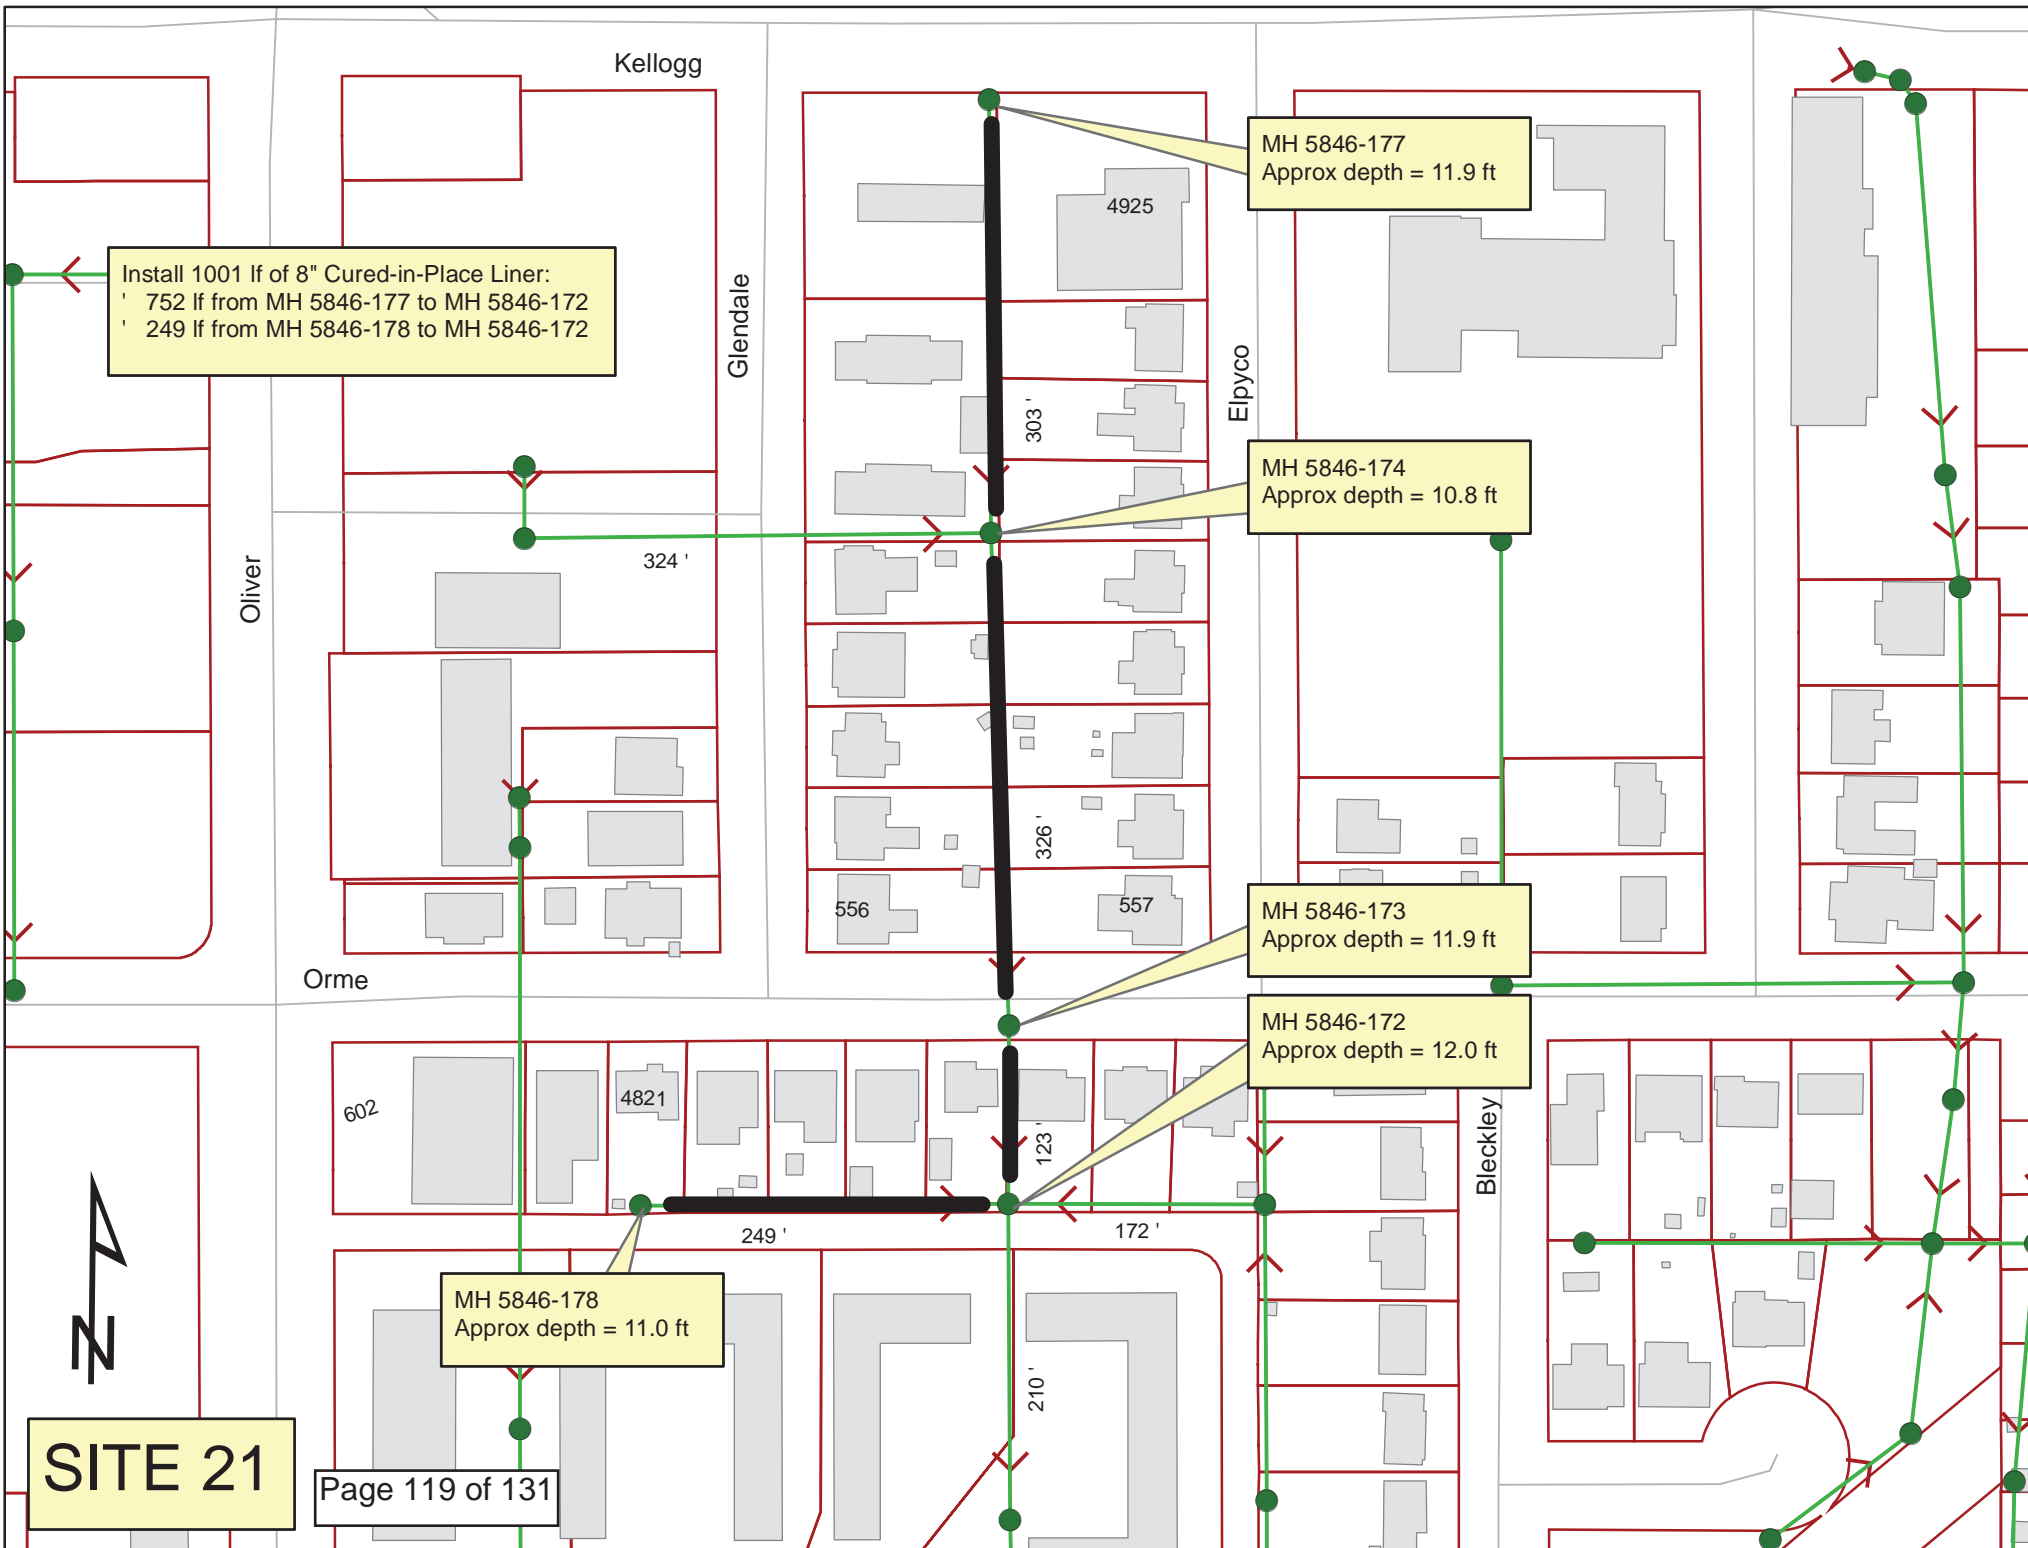 Kellogg
MH 5846-177
Approx depth = 11.9 ft
4925
Install 1001 lf of 8" Cured-in-Place Liner:
' 752 lf from MH 5846-177 to MH 5846-172
' 249 lf from MH 5846-178 to MH 5846-172
Glendale
Elpyco
303 '
MH 5846-174
Approx depth = 10.8 ft
324 '
Oliver
326 '
556
557
MH 5846-173
Approx depth = 11.9 ft
Orme
MH 5846-172
Approx depth = 12.0 ft
602
4821
123 '
Bleckley
249 '
172 '
MH 5846-178
Approx depth = 11.0 ft
210 '
N
SITE 21
Page 119 of 131